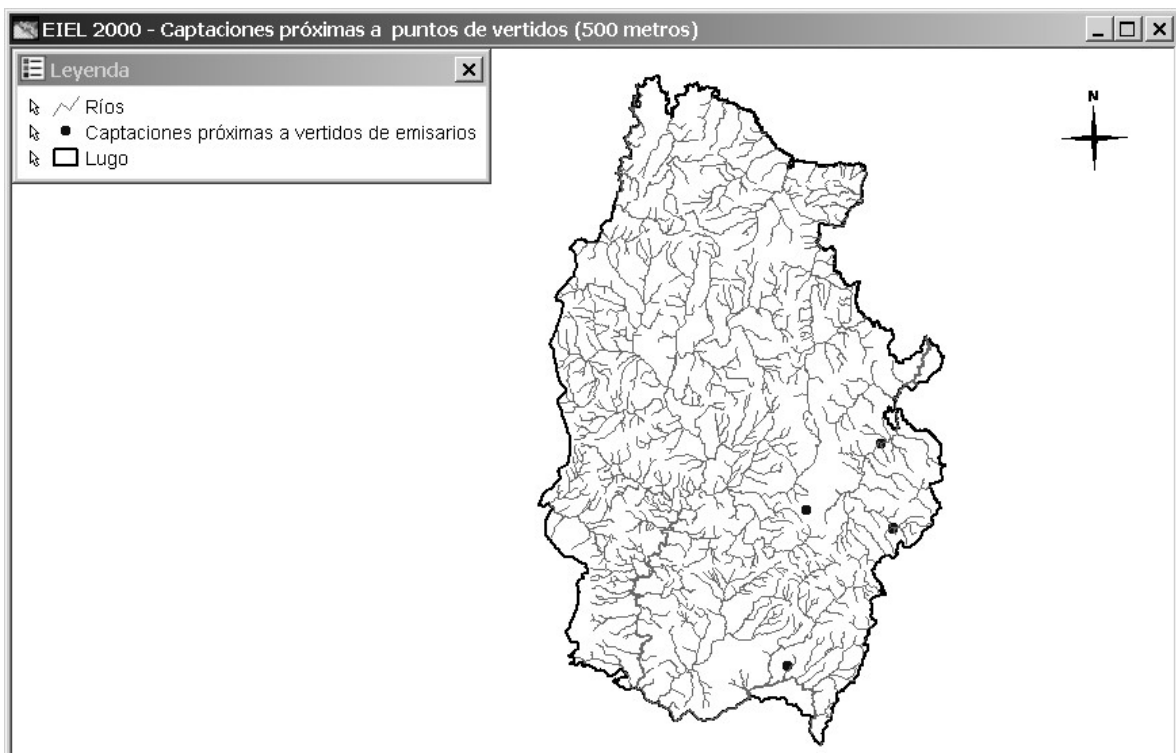 EIEL 2000 - Captaciones próximas a puntos de vertidos (500 metros)
Leyenda
Ríos
Captaciones próximas a vertidos de emisarios
Lugo
N